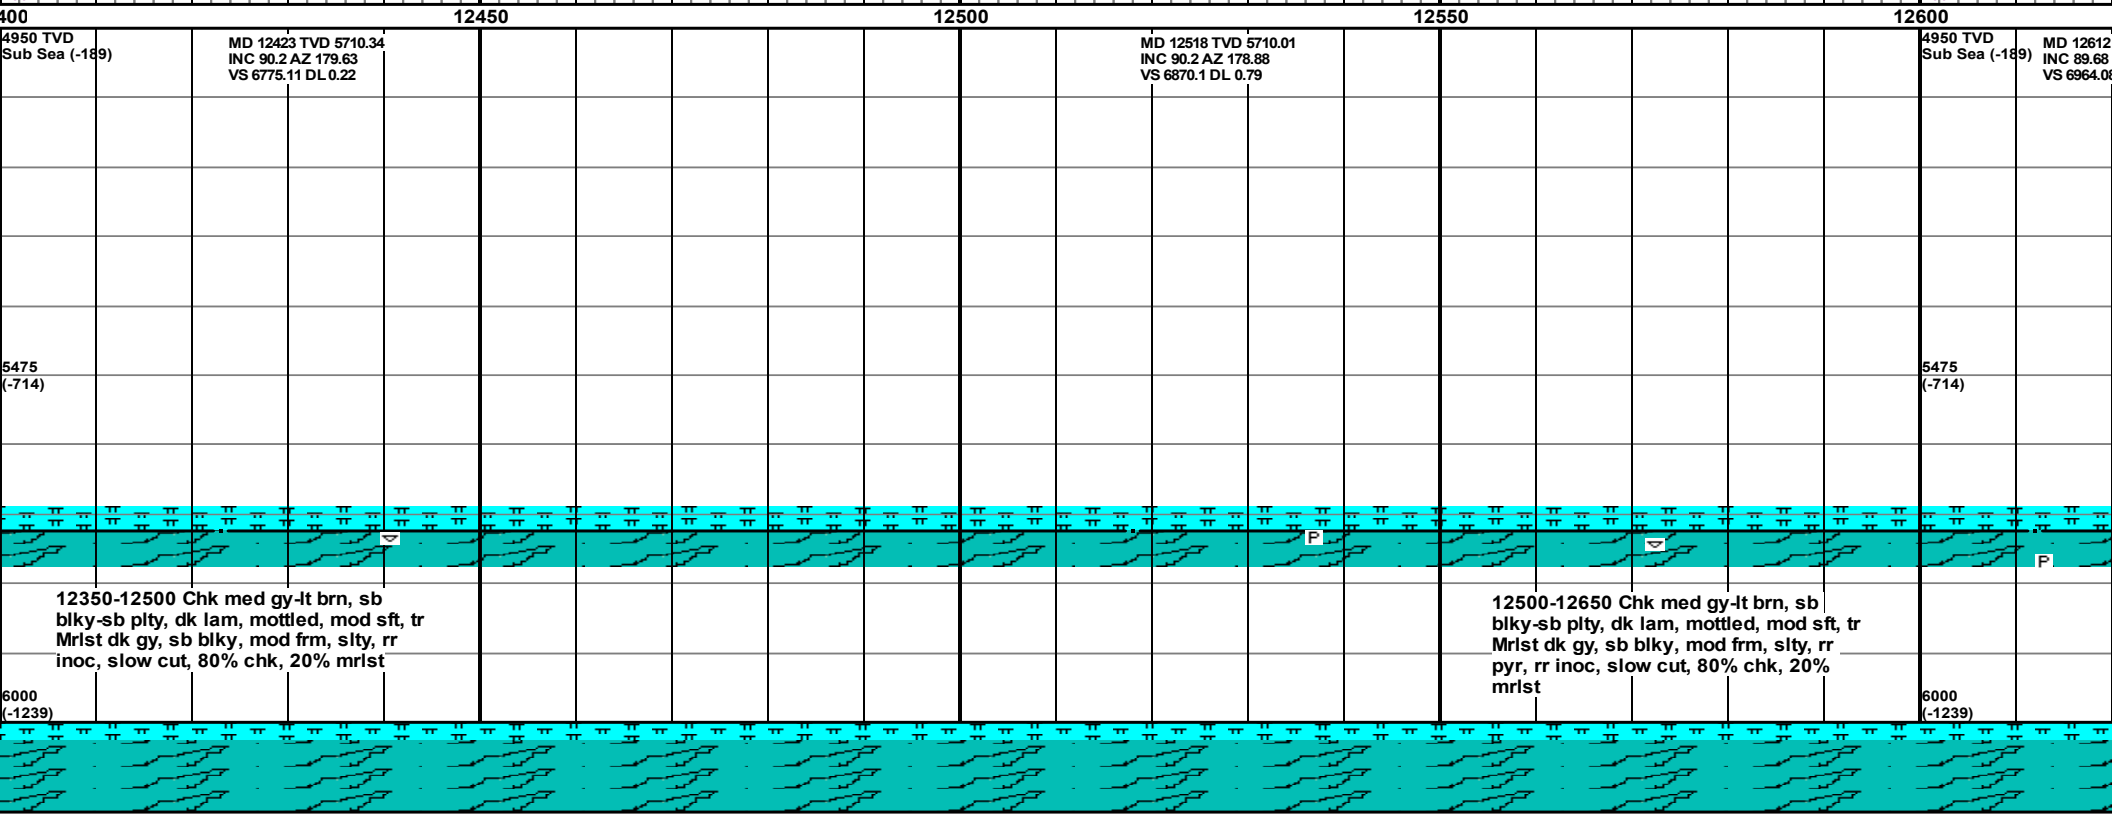 400 12450 12500 12550 12600
4950 TVD
Sub Sea (-189)
MD 12423 TVD 5710.34
INC 90.2 AZ 179.63
VS 6775.11 DL 0.22
MD 12518 TVD 5710.01
INC 90.2 AZ 178.88
VS 6870.1 DL 0.79
4950 TVD
Sub Sea (-189)
MD 12612
INC 89.68
VS 6964.08
5475
(-714)
5475
(-714)
P
P
12350-12500 Chk med gy-lt brn, sb
blky-sb plty, dk lam, mottled, mod sft, tr
Mrlst dk gy, sb blky, mod frm, slty, rr
inoc, slow cut, 80% chk, 20% mrlst
12500-12650 Chk med gy-lt brn, sb
blky-sb plty, dk lam, mottled, mod sft, tr
Mrlst dk gy, sb blky, mod frm, slty, rr
pyr, rr inoc, slow cut, 80% chk, 20%
mrlst
6000
(-1239)
6000
(-1239)